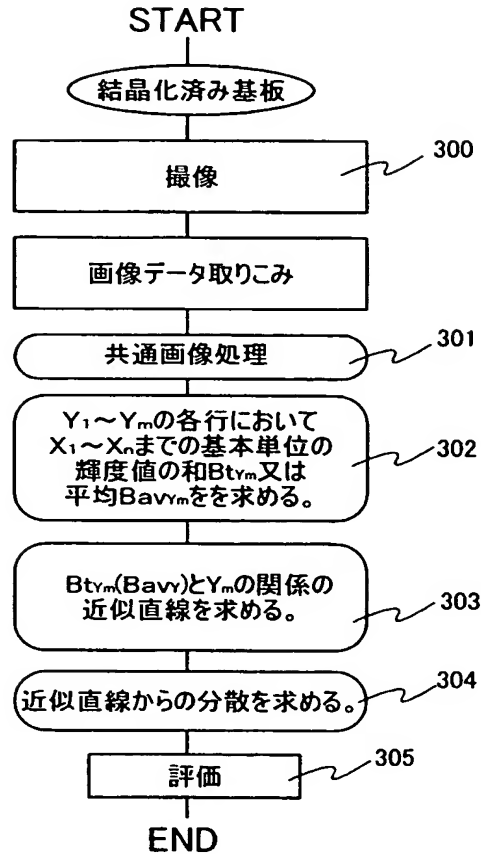 START
結晶化済み基板
撮像
300
画像データ取りこみ
共通画像処理
301
Y₁～Yₘの各行において
X₁～Xₙまでの基本単位の
輝度値の和Btʏₘ又は
平均Bavʏₘをを求める。
302
Btʏₘ(Bavʏ)とYₘの関係の
近似直線を求める。
303
近似直線からの分散を求める。
304
評価
305
END